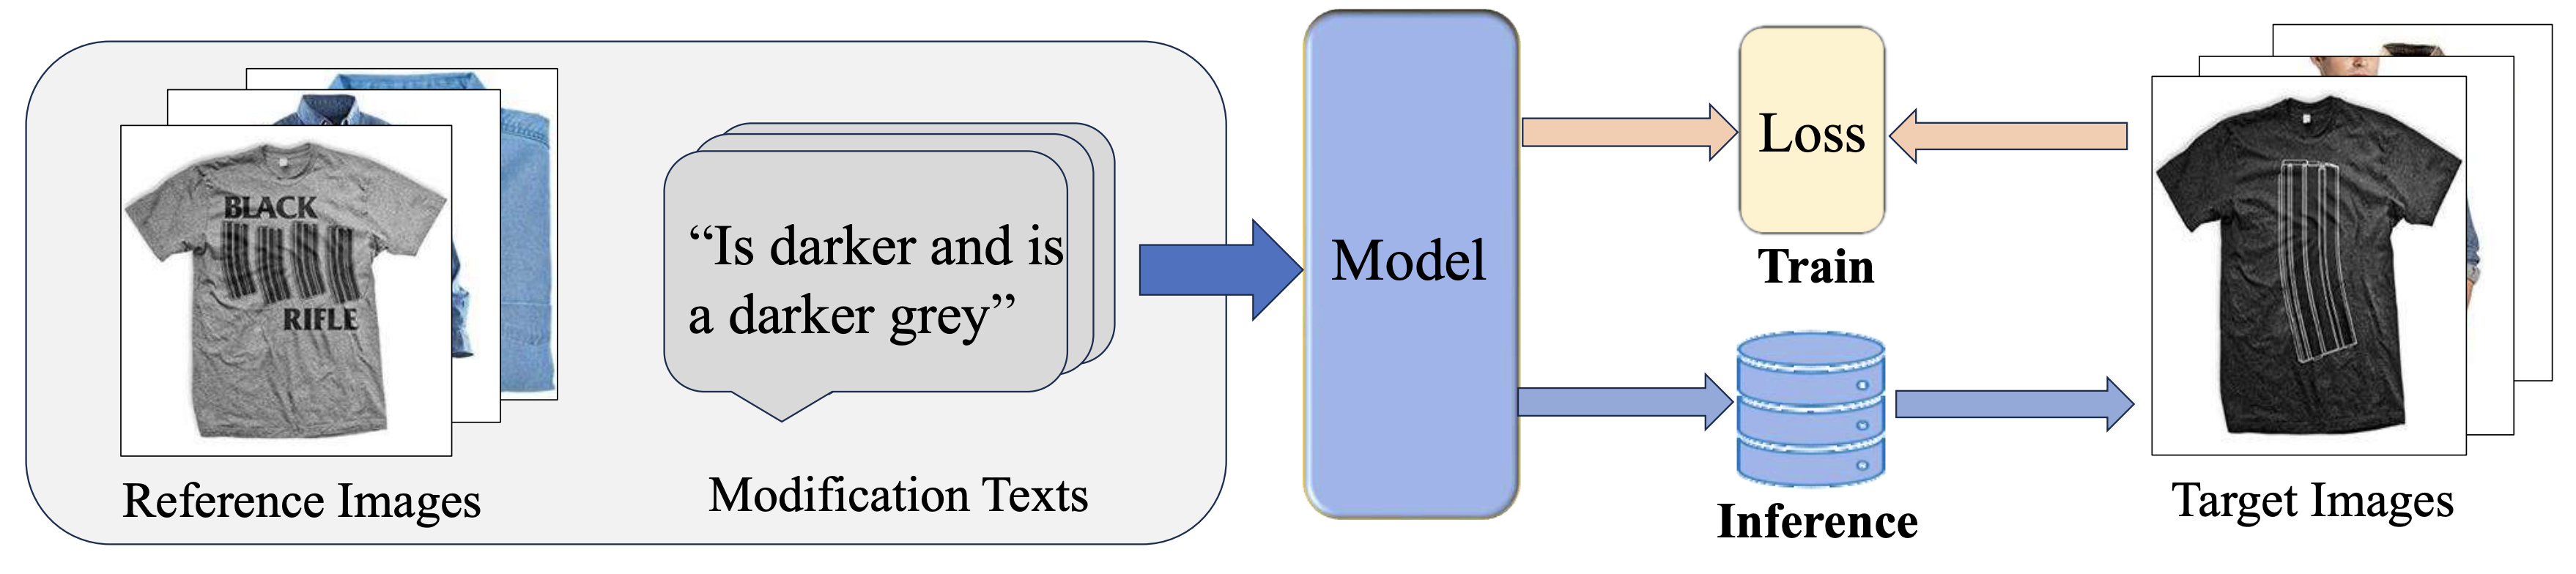 BLACK
RIFLE
Reference Images
“Is darker and is
a darker grey”
Modification Texts
Model
Loss
Train
Inference
Target Images